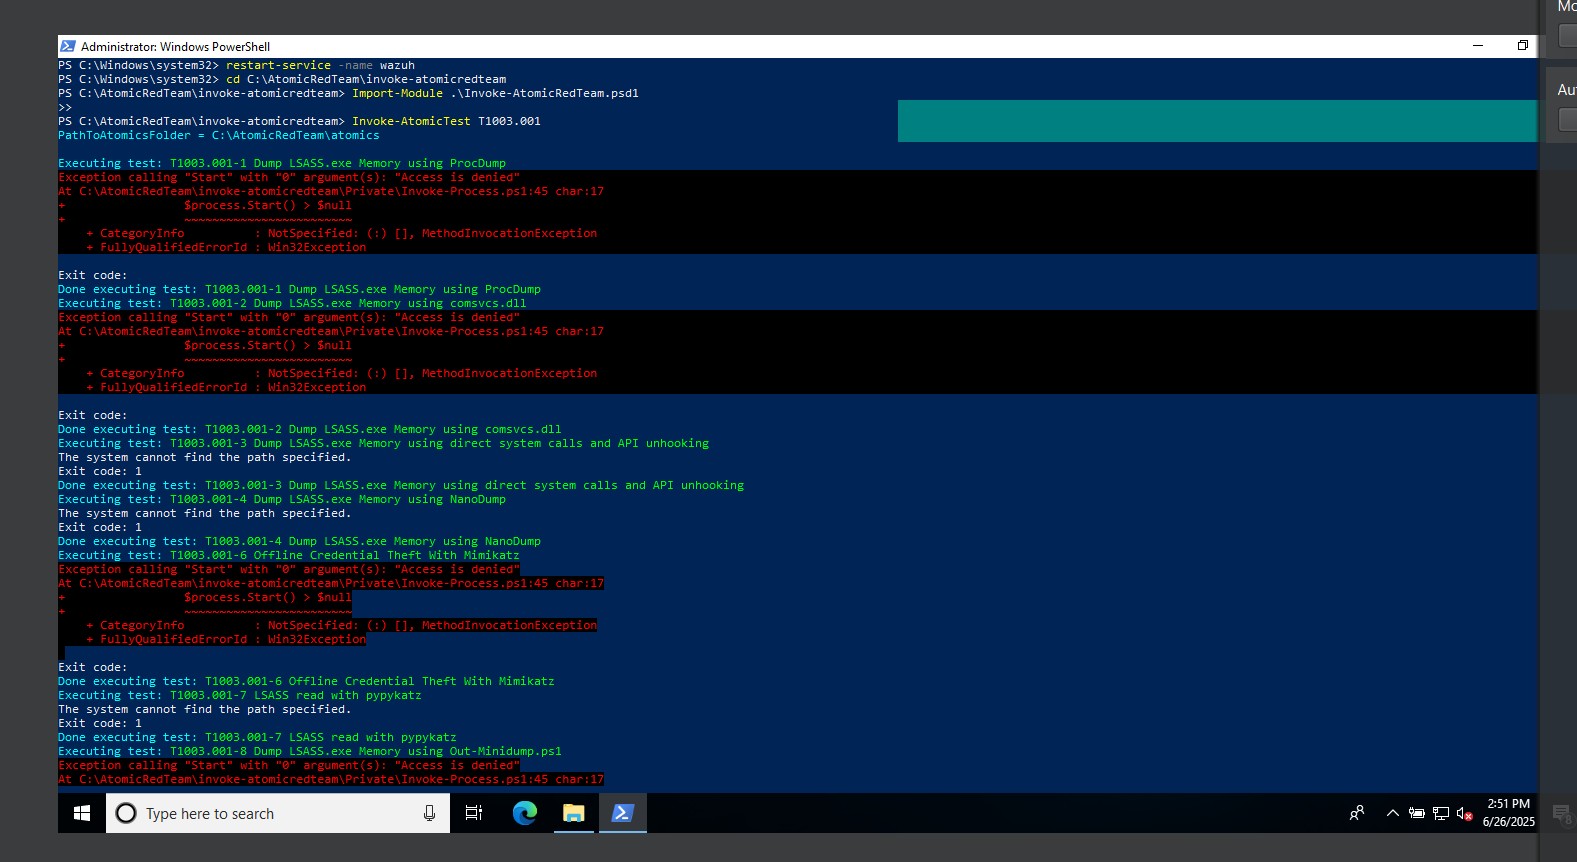 Mo
Administrator: Windows PowerShell
PS C:\Windows\system32> restart-service -name wazuh
PS C:\Windows\system32> cd C:\AtomicRedTeam\invoke-atomicredteam
PS C:\AtomicRedTeam\invoke-atomicredteam> Import-Module .\Invoke-AtomicRedTeam.psd1
>>
PS C:\AtomicRedTeam\invoke-atomicredteam> Invoke-AtomicTest T1003.001
PathToAtomicsFolder = C:\AtomicRedTeam\atomics
Aut
Executing test: T1003.001-1 Dump LSASS.exe Memory using ProcDump
Exception calling "Start" with "0" argument(s): "Access is denied"
At C:\AtomicRedTeam\invoke-atomicredteam\Private\Invoke-Process.ps1:45 char:17
+                 $process.Start() > $null
+                 ~~~~~~~~~~~~~~~~~~~~~~~~
    + CategoryInfo          : NotSpecified: (:) [], MethodInvocationException
    + FullyQualifiedErrorId : Win32Exception
Exit code:
Done executing test: T1003.001-1 Dump LSASS.exe Memory using ProcDump
Executing test: T1003.001-2 Dump LSASS.exe Memory using comsvcs.dll
Exception calling "Start" with "0" argument(s): "Access is denied"
At C:\AtomicRedTeam\invoke-atomicredteam\Private\Invoke-Process.ps1:45 char:17
+                 $process.Start() > $null
+                 ~~~~~~~~~~~~~~~~~~~~~~~~
    + CategoryInfo          : NotSpecified: (:) [], MethodInvocationException
    + FullyQualifiedErrorId : Win32Exception
Exit code:
Done executing test: T1003.001-2 Dump LSASS.exe Memory using comsvcs.dll
Executing test: T1003.001-3 Dump LSASS.exe Memory using direct system calls and API unhooking
The system cannot find the path specified.
Exit code: 1
Done executing test: T1003.001-3 Dump LSASS.exe Memory using direct system calls and API unhooking
Executing test: T1003.001-4 Dump LSASS.exe Memory using NanoDump
The system cannot find the path specified.
Exit code: 1
Done executing test: T1003.001-4 Dump LSASS.exe Memory using NanoDump
Executing test: T1003.001-6 Offline Credential Theft With Mimikatz
Exception calling "Start" with "0" argument(s): "Access is denied"
At C:\AtomicRedTeam\invoke-atomicredteam\Private\Invoke-Process.ps1:45 char:17
+                 $process.Start() > $null
+                 ~~~~~~~~~~~~~~~~~~~~~~~~
    + CategoryInfo          : NotSpecified: (:) [], MethodInvocationException
    + FullyQualifiedErrorId : Win32Exception
Exit code:
Done executing test: T1003.001-6 Offline Credential Theft With Mimikatz
Executing test: T1003.001-7 LSASS read with pypykatz
The system cannot find the path specified.
Exit code: 1
Done executing test: T1003.001-7 LSASS read with pypykatz
Executing test: T1003.001-8 Dump LSASS.exe Memory using Out-Minidump.ps1
Exception calling "Start" with "0" argument(s): "Access is denied"
At C:\AtomicRedTeam\invoke-atomicredteam\Private\Invoke-Process.ps1:45 char:17
Type here to search
2:51 PM
6/26/2025